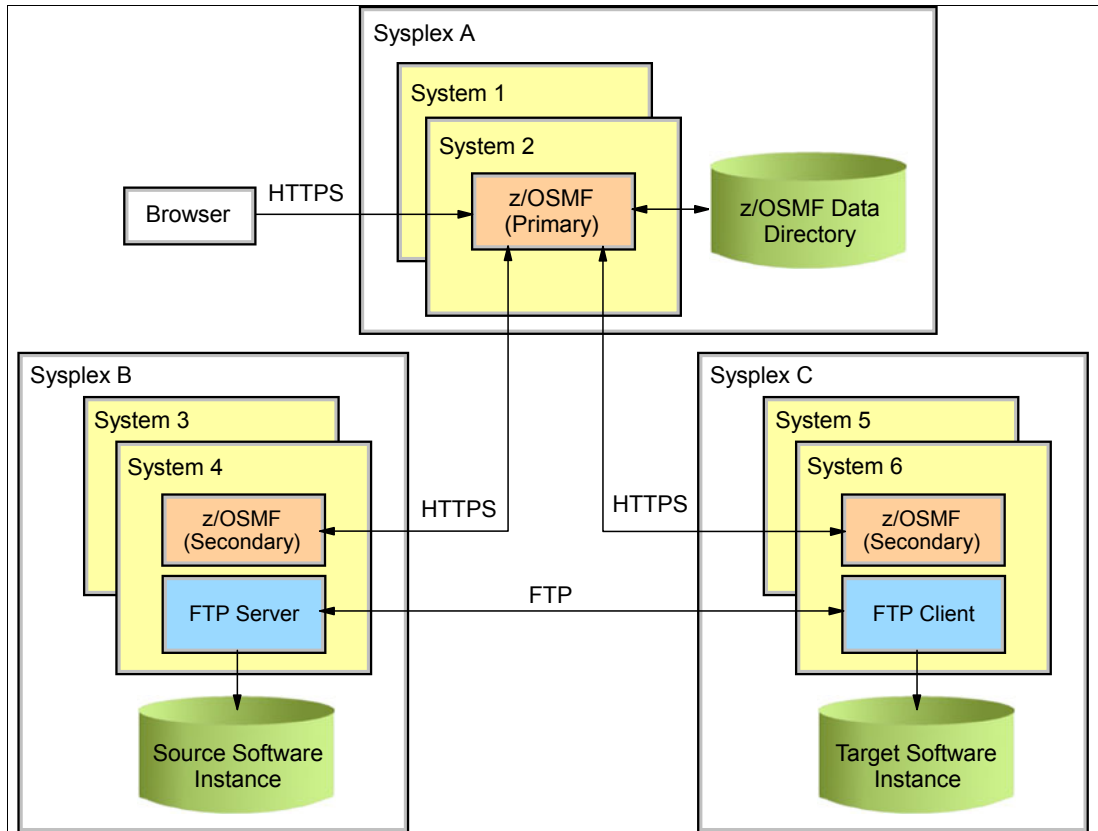 Sysplex A
System 1
System 2
HTTPS
Browser
z/OSMF
(Primary)
z/OSMF Data
Directory
Sysplex B
System 3
System 4
z/OSMF
(Secondary)
FTP Server
Source Software
Instance
HTTPS
FTP
HTTPS
Sysplex C
System 5
System 6
z/OSMF
(Secondary)
FTP Client
Target Software
Instance